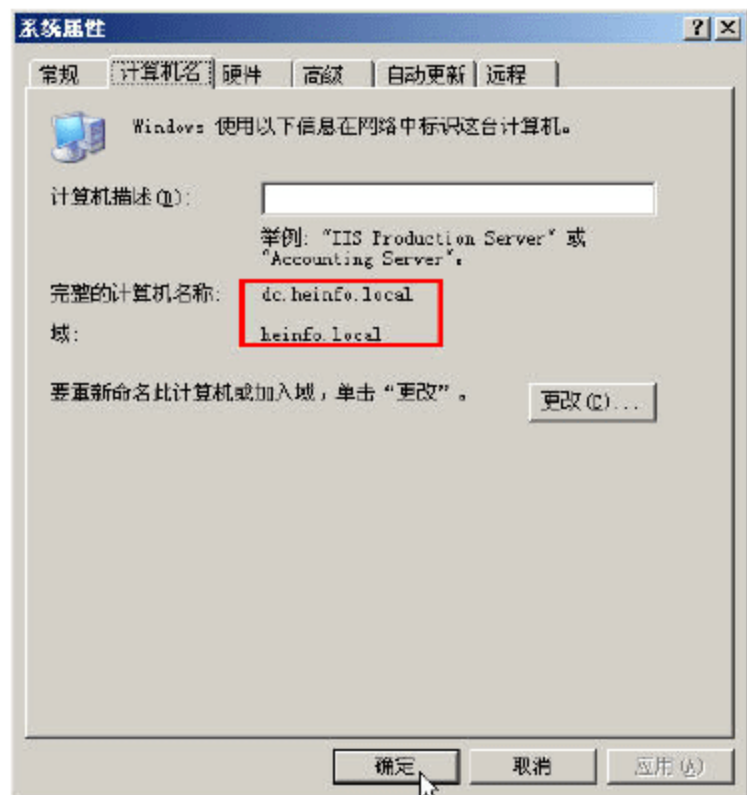 系统属性
常规 计算机名 硬件 高级 自动更新 远程
Windows 使用以下信息在网络中标识这台计算机。
计算机描述(D):
举例: "IIS Production Server" 或
"Accounting Server"。
完整的计算机名称: dc.heinfo.local
域: heinfo.local
要重新命名此计算机或加入域，单击“更改”。 更改(C)...
确定 取消 应用(A)